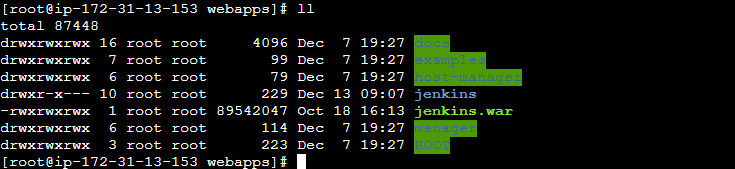 [root@ip-172-31-13-153 webapps]# ll
total 87448
drwxrwxrwx 16 root root     4096 Dec  7 19:27 docs
drwxrwxrwx  7 root root       99 Dec  7 19:27 examples
drwxrwxrwx  6 root root       79 Dec  7 19:27 host-manager
drwxr-x--- 10 root root      229 Dec 13 09:07 jenkins
-rwxrwxrwx  1 root root 89542047 Oct 18 16:13 jenkins.war
drwxrwxrwx  6 root root      114 Dec  7 19:27 manager
drwxrwxrwx  3 root root      223 Dec  7 19:27 ROOT
[root@ip-172-31-13-153 webapps]#